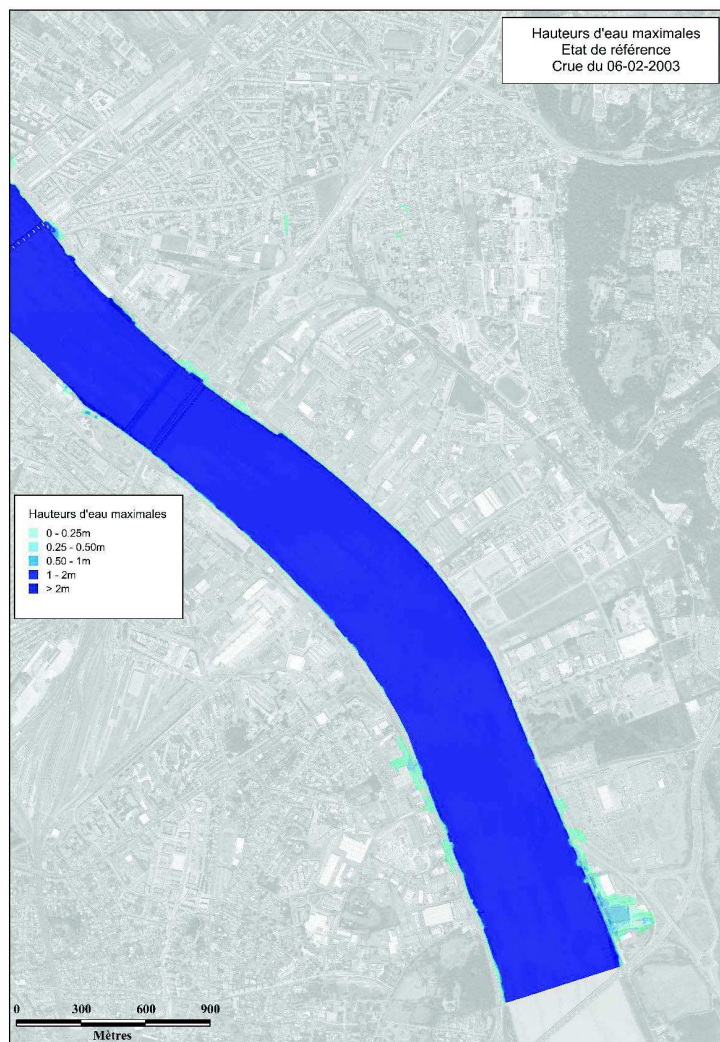 Hauteurs d'eau maximales
Etat de référence
Crue du 06-02-2003
Hauteurs d'eau maximales
0 - 0.25m
0.25 - 0.50m
0.50 - 1m
1 - 2m
> 2m
0 300 600 900
Mètres